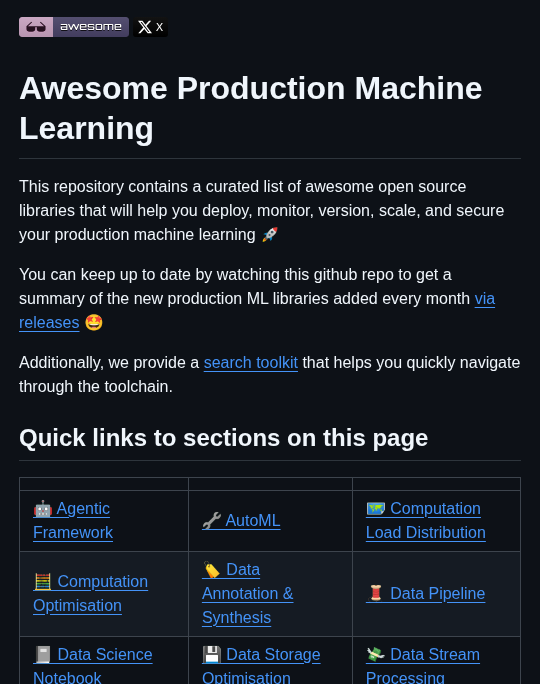 awesome X
Awesome Production Machine
Learning
This repository contains a curated list of awesome open source
libraries that will help you deploy, monitor, version, scale, and secure
your production machine learning 🚀
You can keep up to date by watching this github repo to get a
summary of the new production ML libraries added every month via
releases 🤩
Additionally, we provide a search toolkit that helps you quickly navigate
through the toolchain.
Quick links to sections on this page
🤖 Agentic
Framework
🔧 AutoML
🗺️ Computation
Load Distribution
🧮 Computation
Optimisation
🏷️ Data
Annotation &
Synthesis
🧵 Data Pipeline
📓 Data Science
Notebook
💾 Data Storage
Optimisation
💸 Data Stream
Processing